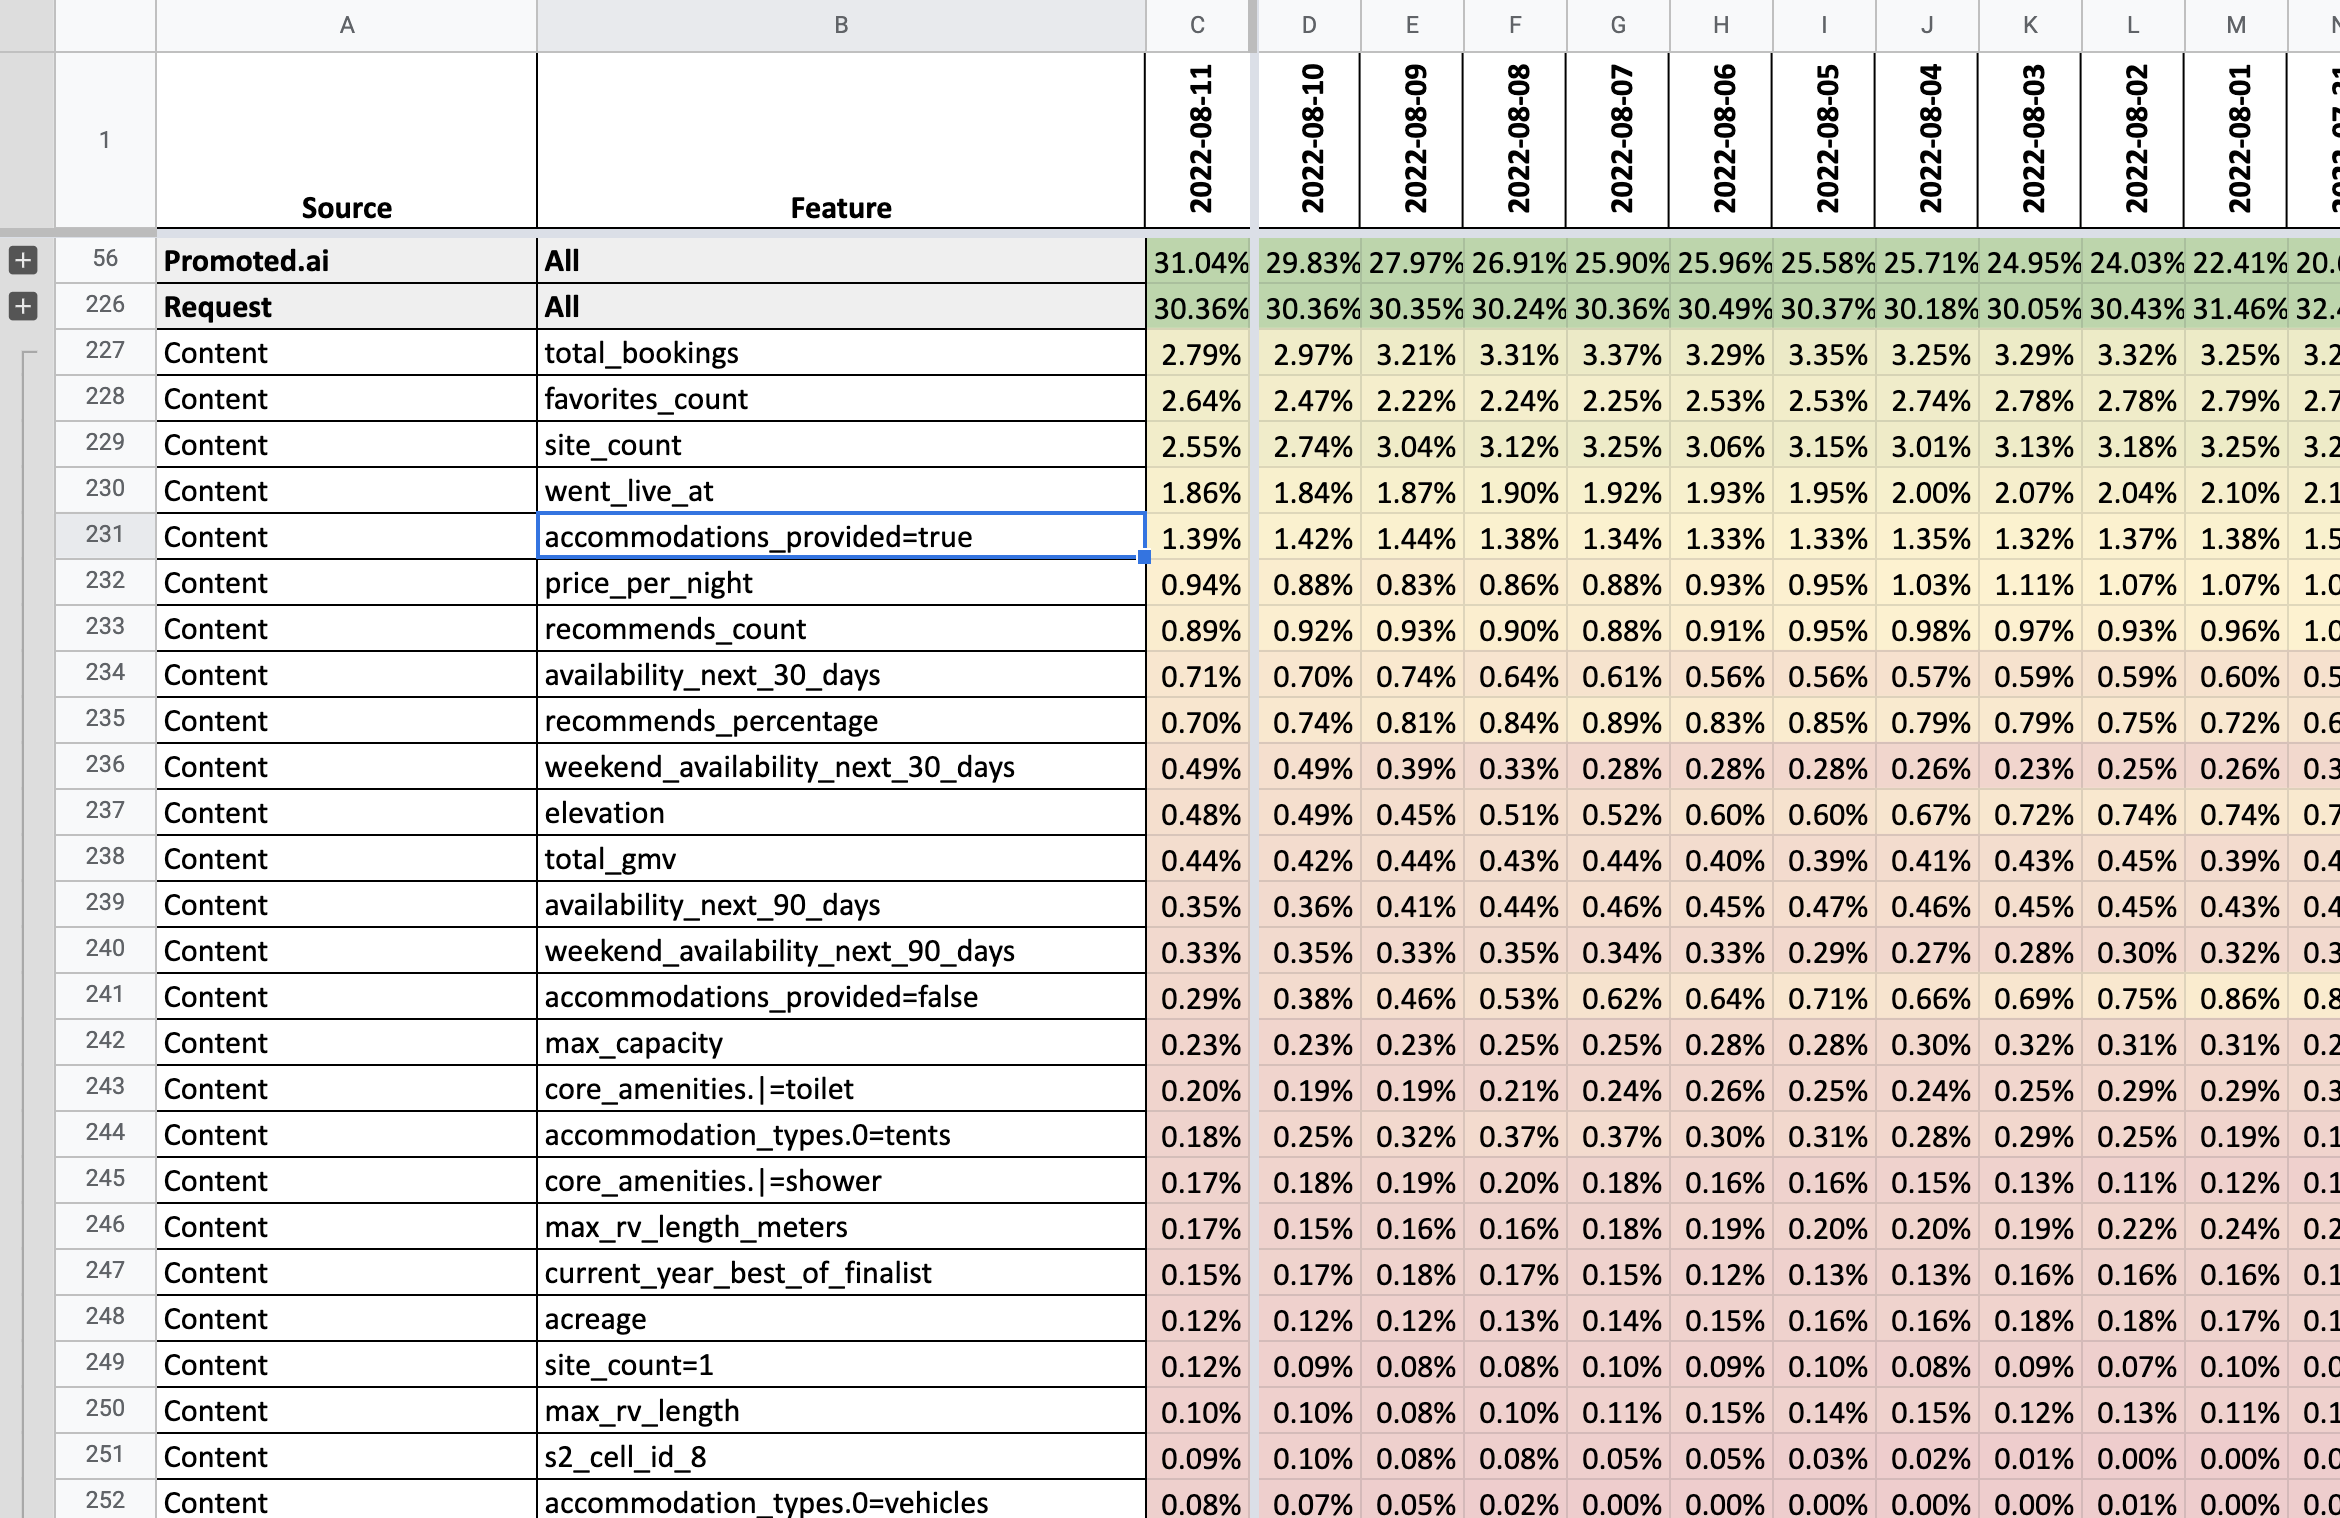 A B C D E F G H I J K L M
1 Source Feature 2022-08-11 2022-08-10 2022-08-09 2022-08-08 2022-08-07 2022-08-06 2022-08-05 2022-08-04 2022-08-03 2022-08-02 2022-08-01
56 Promoted.ai All 31.04% 29.83% 27.97% 26.91% 25.90% 25.96% 25.58% 25.71% 24.95% 24.03% 22.41% 20.
226 Request All 30.36% 30.36% 30.35% 30.24% 30.36% 30.49% 30.37% 30.18% 30.05% 30.43% 31.46% 32.
227 Content total_bookings 2.79% 2.97% 3.21% 3.31% 3.37% 3.29% 3.35% 3.25% 3.29% 3.32% 3.25% 3.2
228 Content favorites_count 2.64% 2.47% 2.22% 2.24% 2.25% 2.53% 2.53% 2.74% 2.78% 2.78% 2.79% 2.7
229 Content site_count 2.55% 2.74% 3.04% 3.12% 3.25% 3.06% 3.15% 3.01% 3.13% 3.18% 3.25% 3.2
230 Content went_live_at 1.86% 1.84% 1.87% 1.90% 1.92% 1.93% 1.95% 2.00% 2.07% 2.04% 2.10% 2.1
231 Content accommodations_provided=true 1.39% 1.42% 1.44% 1.38% 1.34% 1.33% 1.33% 1.35% 1.32% 1.37% 1.38% 1.5
232 Content price_per_night 0.94% 0.88% 0.83% 0.86% 0.88% 0.93% 0.95% 1.03% 1.11% 1.07% 1.07% 1.0
233 Content recommends_count 0.89% 0.92% 0.93% 0.90% 0.88% 0.91% 0.95% 0.98% 0.97% 0.93% 0.96% 1.0
234 Content availability_next_30_days 0.71% 0.70% 0.74% 0.64% 0.61% 0.56% 0.56% 0.57% 0.59% 0.59% 0.60% 0.5
235 Content recommends_percentage 0.70% 0.74% 0.81% 0.84% 0.89% 0.83% 0.85% 0.79% 0.79% 0.75% 0.72% 0.6
236 Content weekend_availability_next_30_days 0.49% 0.49% 0.39% 0.33% 0.28% 0.28% 0.28% 0.26% 0.23% 0.25% 0.26% 0.3
237 Content elevation 0.48% 0.49% 0.45% 0.51% 0.52% 0.60% 0.60% 0.67% 0.72% 0.74% 0.74% 0.7
238 Content total_gmv 0.44% 0.42% 0.44% 0.43% 0.44% 0.40% 0.39% 0.41% 0.43% 0.45% 0.39% 0.4
239 Content availability_next_90_days 0.35% 0.36% 0.41% 0.44% 0.46% 0.45% 0.47% 0.46% 0.45% 0.45% 0.43% 0.4
240 Content weekend_availability_next_90_days 0.33% 0.35% 0.33% 0.35% 0.34% 0.33% 0.29% 0.27% 0.28% 0.30% 0.32% 0.3
241 Content accommodations_provided=false 0.29% 0.38% 0.46% 0.53% 0.62% 0.64% 0.71% 0.66% 0.69% 0.75% 0.86% 0.8
242 Content max_capacity 0.23% 0.23% 0.23% 0.25% 0.25% 0.28% 0.28% 0.30% 0.32% 0.31% 0.31% 0.2
243 Content core_amenities.|=toilet 0.20% 0.19% 0.19% 0.21% 0.24% 0.26% 0.25% 0.24% 0.25% 0.29% 0.29% 0.3
244 Content accommodation_types.0=tents 0.18% 0.25% 0.32% 0.37% 0.37% 0.30% 0.31% 0.28% 0.29% 0.25% 0.19% 0.1
245 Content core_amenities.|=shower 0.17% 0.18% 0.19% 0.20% 0.18% 0.16% 0.16% 0.15% 0.13% 0.11% 0.12% 0.1
246 Content max_rv_length_meters 0.17% 0.15% 0.16% 0.16% 0.18% 0.19% 0.20% 0.20% 0.19% 0.22% 0.24% 0.2
247 Content current_year_best_of_finalist 0.15% 0.17% 0.18% 0.17% 0.15% 0.12% 0.13% 0.13% 0.16% 0.16% 0.16% 0.1
248 Content acreage 0.12% 0.12% 0.12% 0.13% 0.14% 0.15% 0.16% 0.16% 0.18% 0.18% 0.17% 0.1
249 Content site_count=1 0.12% 0.09% 0.08% 0.08% 0.10% 0.09% 0.10% 0.08% 0.09% 0.07% 0.10% 0.0
250 Content max_rv_length 0.10% 0.10% 0.08% 0.10% 0.11% 0.15% 0.14% 0.15% 0.12% 0.13% 0.11% 0.1
251 Content s2_cell_id_8 0.09% 0.10% 0.08% 0.08% 0.05% 0.05% 0.03% 0.02% 0.01% 0.00% 0.00% 0.0
252 Content accommodation_types.0=vehicles 0.08% 0.07% 0.05% 0.02% 0.00% 0.00% 0.00% 0.00% 0.00% 0.01% 0.00% 0.0